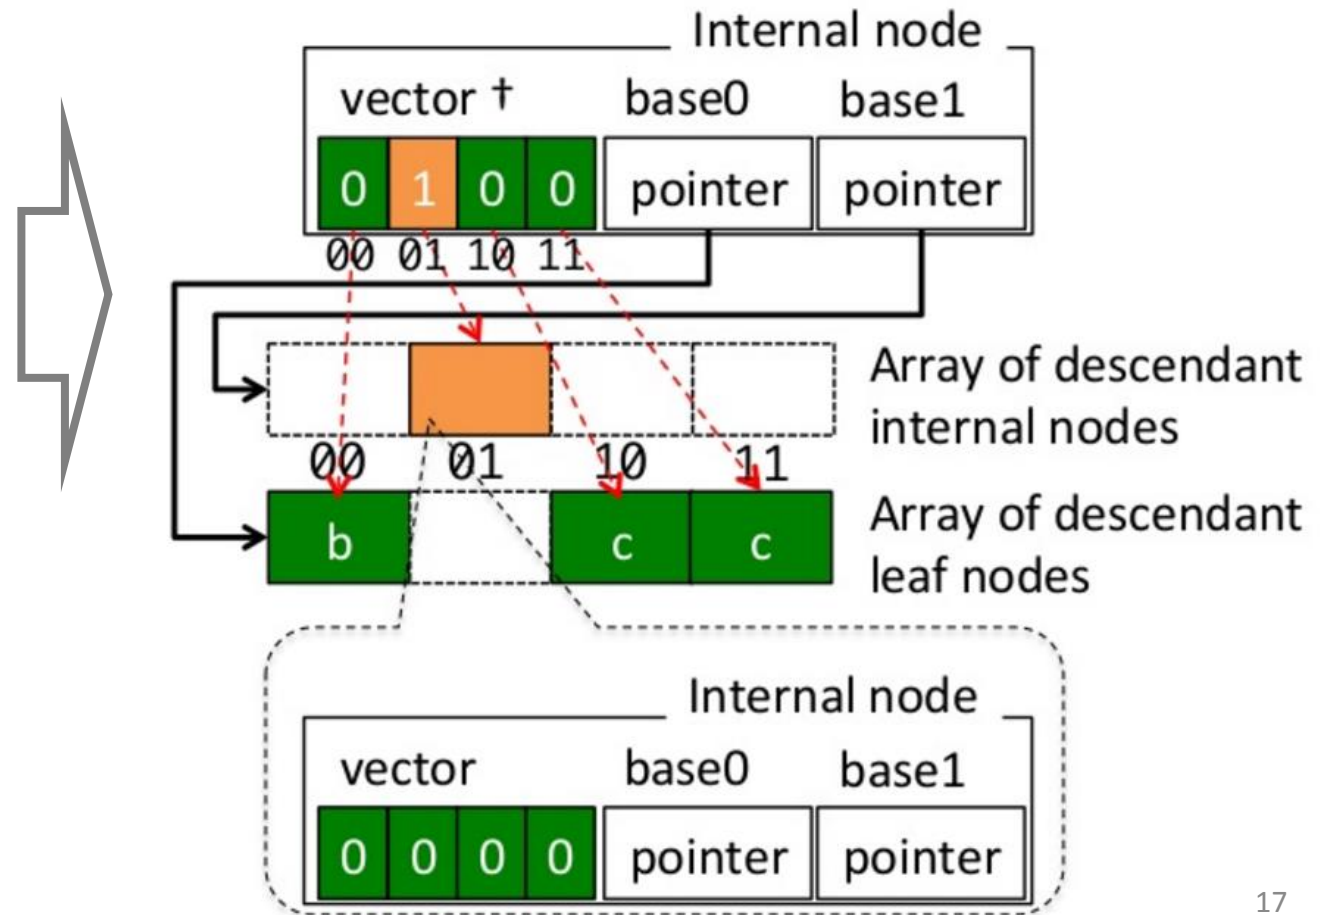 Internal node
vector † base0 base1
0 1 0 0 pointer pointer
00 01 10 11
Array of descendant
internal nodes
00 01 10 11
b c c
Array of descendant
leaf nodes
Internal node
vector base0 base1
0 0 0 0 pointer pointer
17